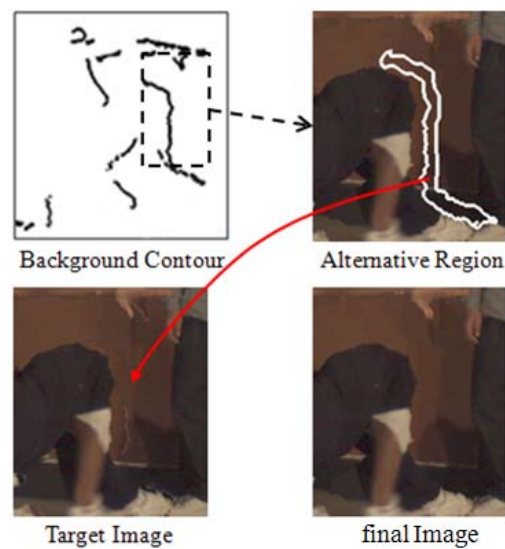 Background Contour
Alternative Region
Target Image
final Image